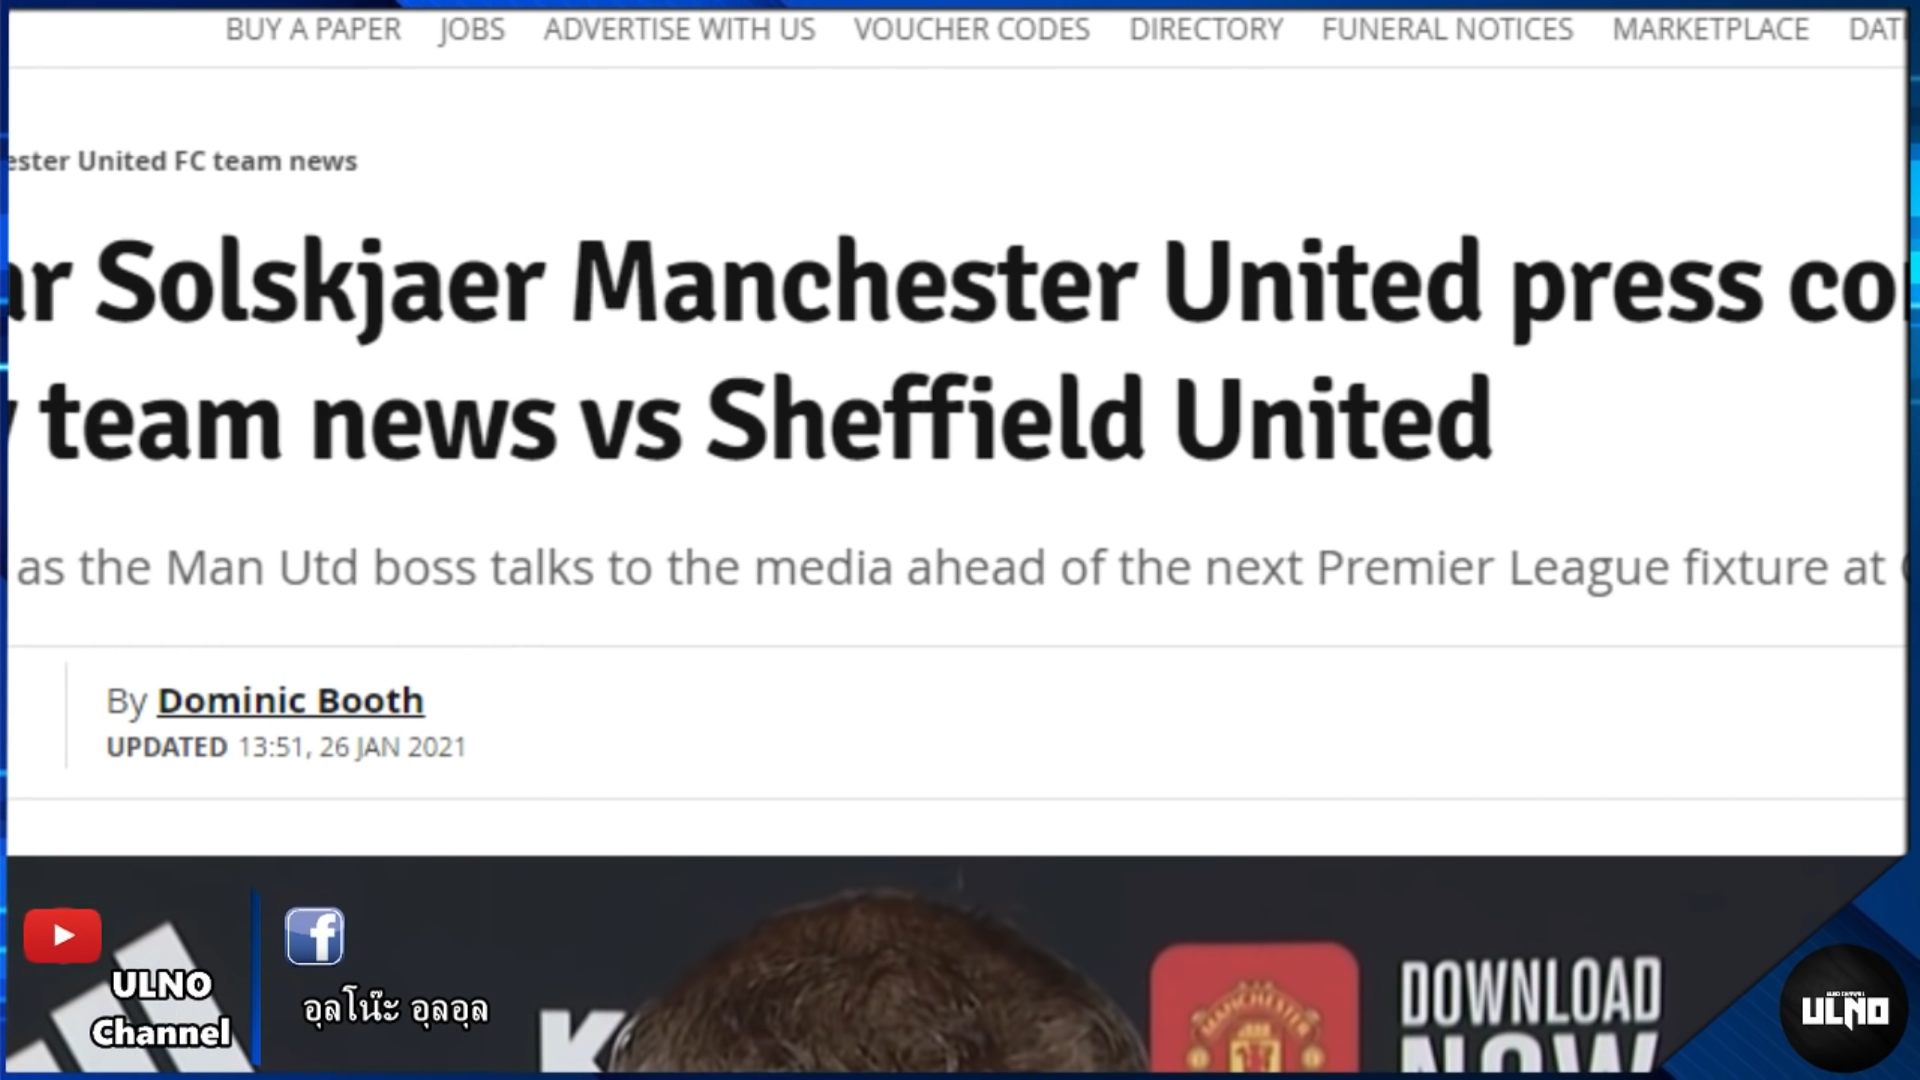 BUY A PAPER JOBS ADVERTISE WITH US VOUCHER CODES DIRECTORY FUNERAL NOTICES MARKETPLACE
ester United FC team news
ar Solskjaer Manchester United press co
team news vs Sheffield United
as the Man Utd boss talks to the media ahead of the next Premier League fixture at
By Dominic Booth
UPDATED 13:51, 26 JAN 2021
ULNO
Channel
อุลโน๊ะ อุลอุล
MANCHESTER
DOWNLOAD
NOW
ULNO